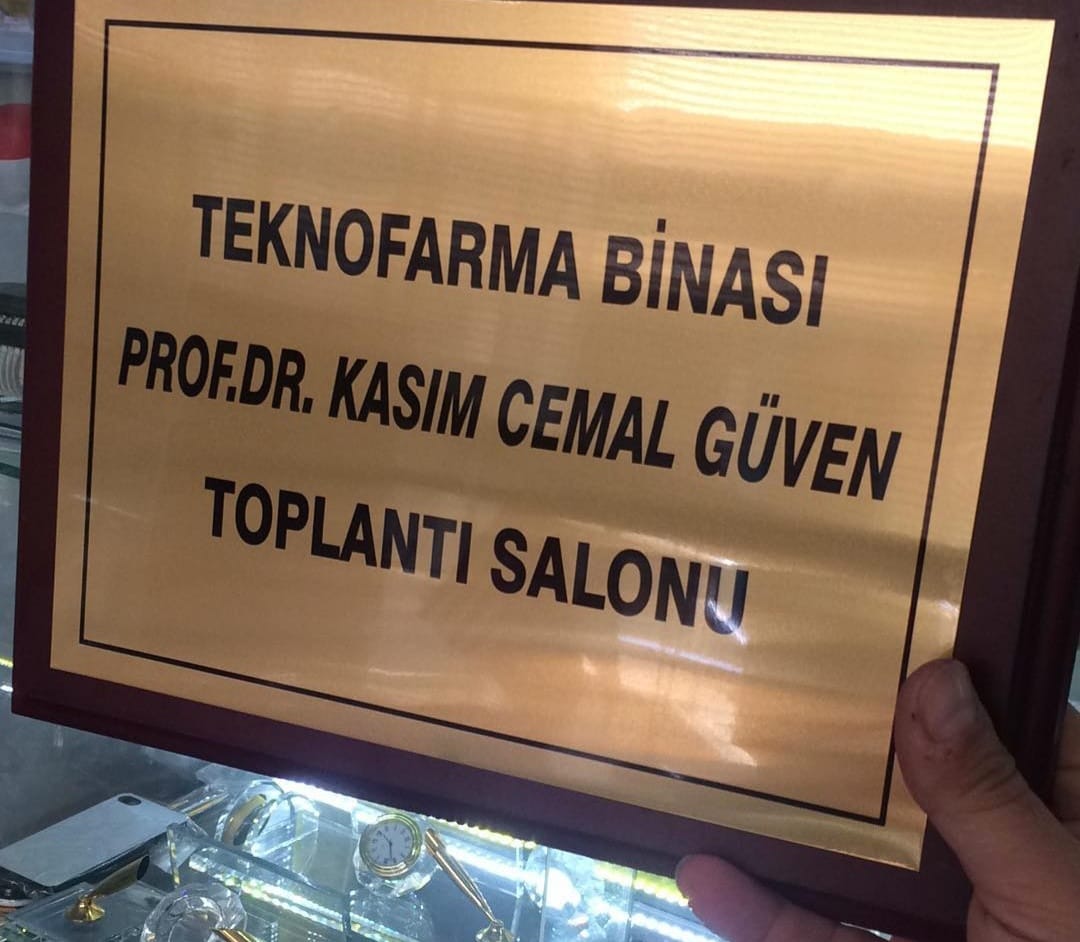 TEKNOFARMA BİNASI
PROF.DR. KASIM CEMAL GÜVEN
TOPLANTI SALONU